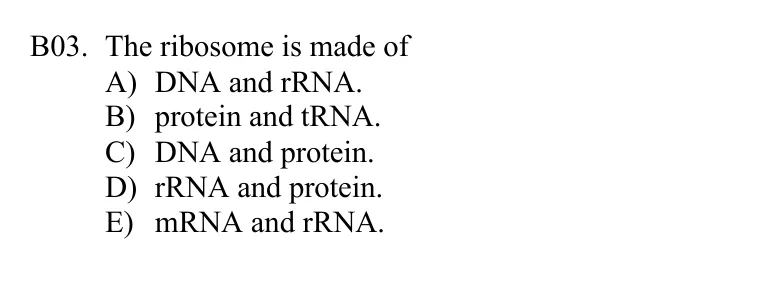 B03. The ribosome is made of
A) DNA and rRNA.
B) protein and tRNA.
C) DNA and protein.
D) rRNA and protein.
E) mRNA and rRNA.